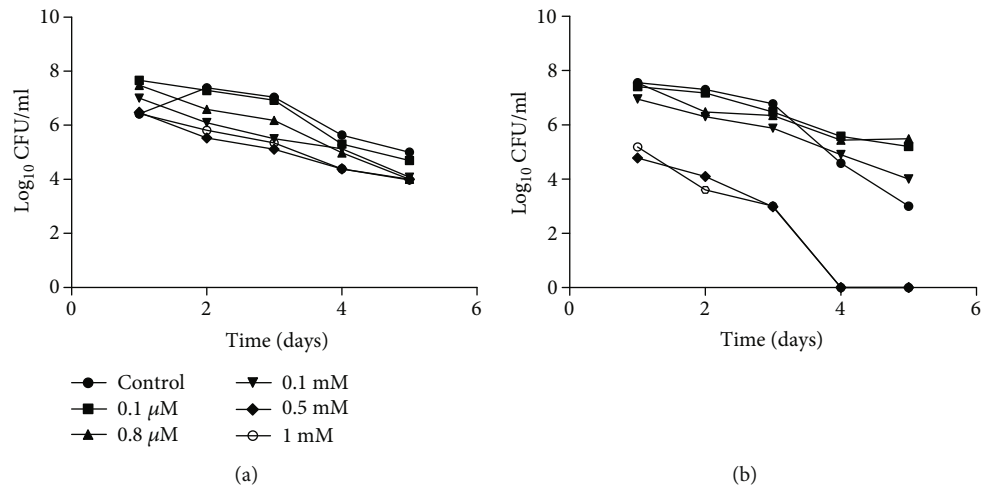 Log10 CFU/ml
10
8
6
4
2
0
0 2 4 6
Time (days)
Log10 CFU/ml
10
8
6
4
2
0
0 2 4 6
Time (days)
Control
0.1 μM
0.8 μM
0.1 mM
0.5 mM
1 mM
(a)
(b)